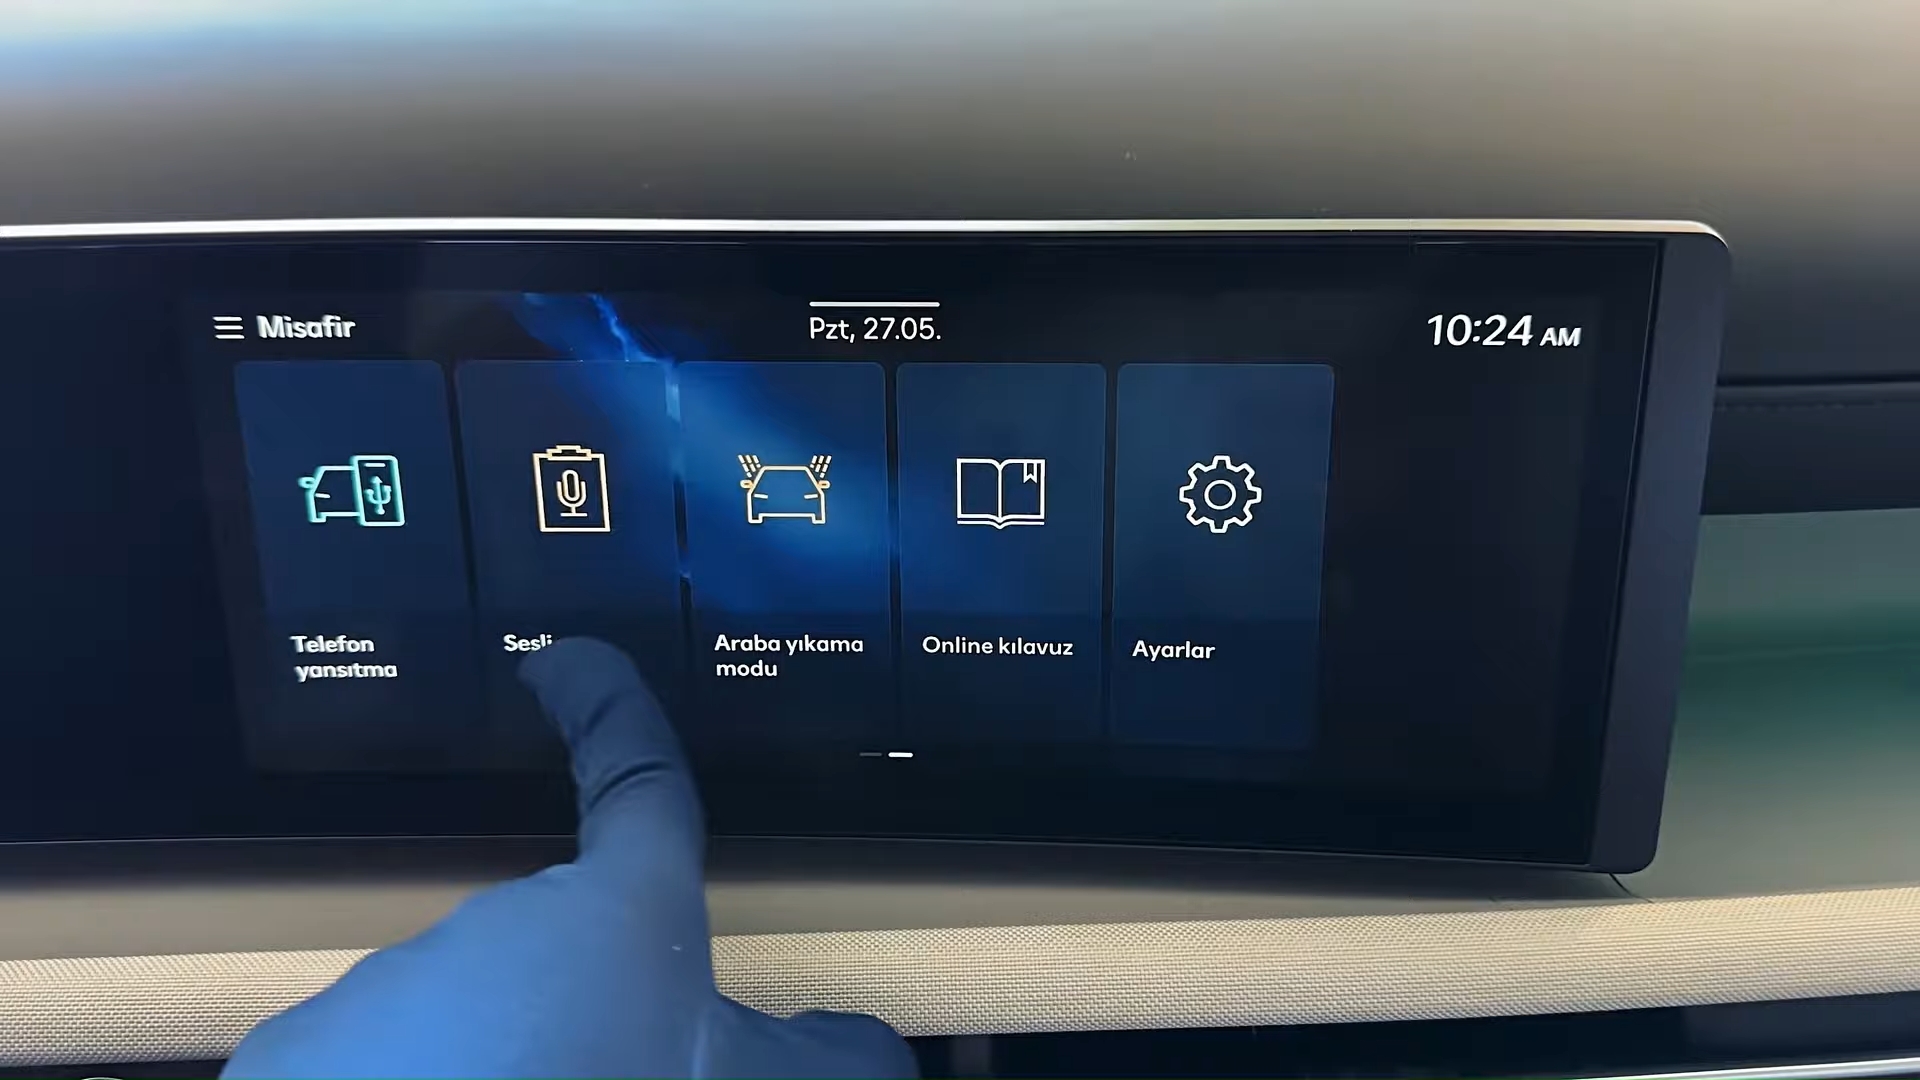 Misafir
Pzt, 27.05.
10:24 AM
Telefon
yansıtma
Sesli
Araba yıkama
modu
Online kılavuz
Ayarlar